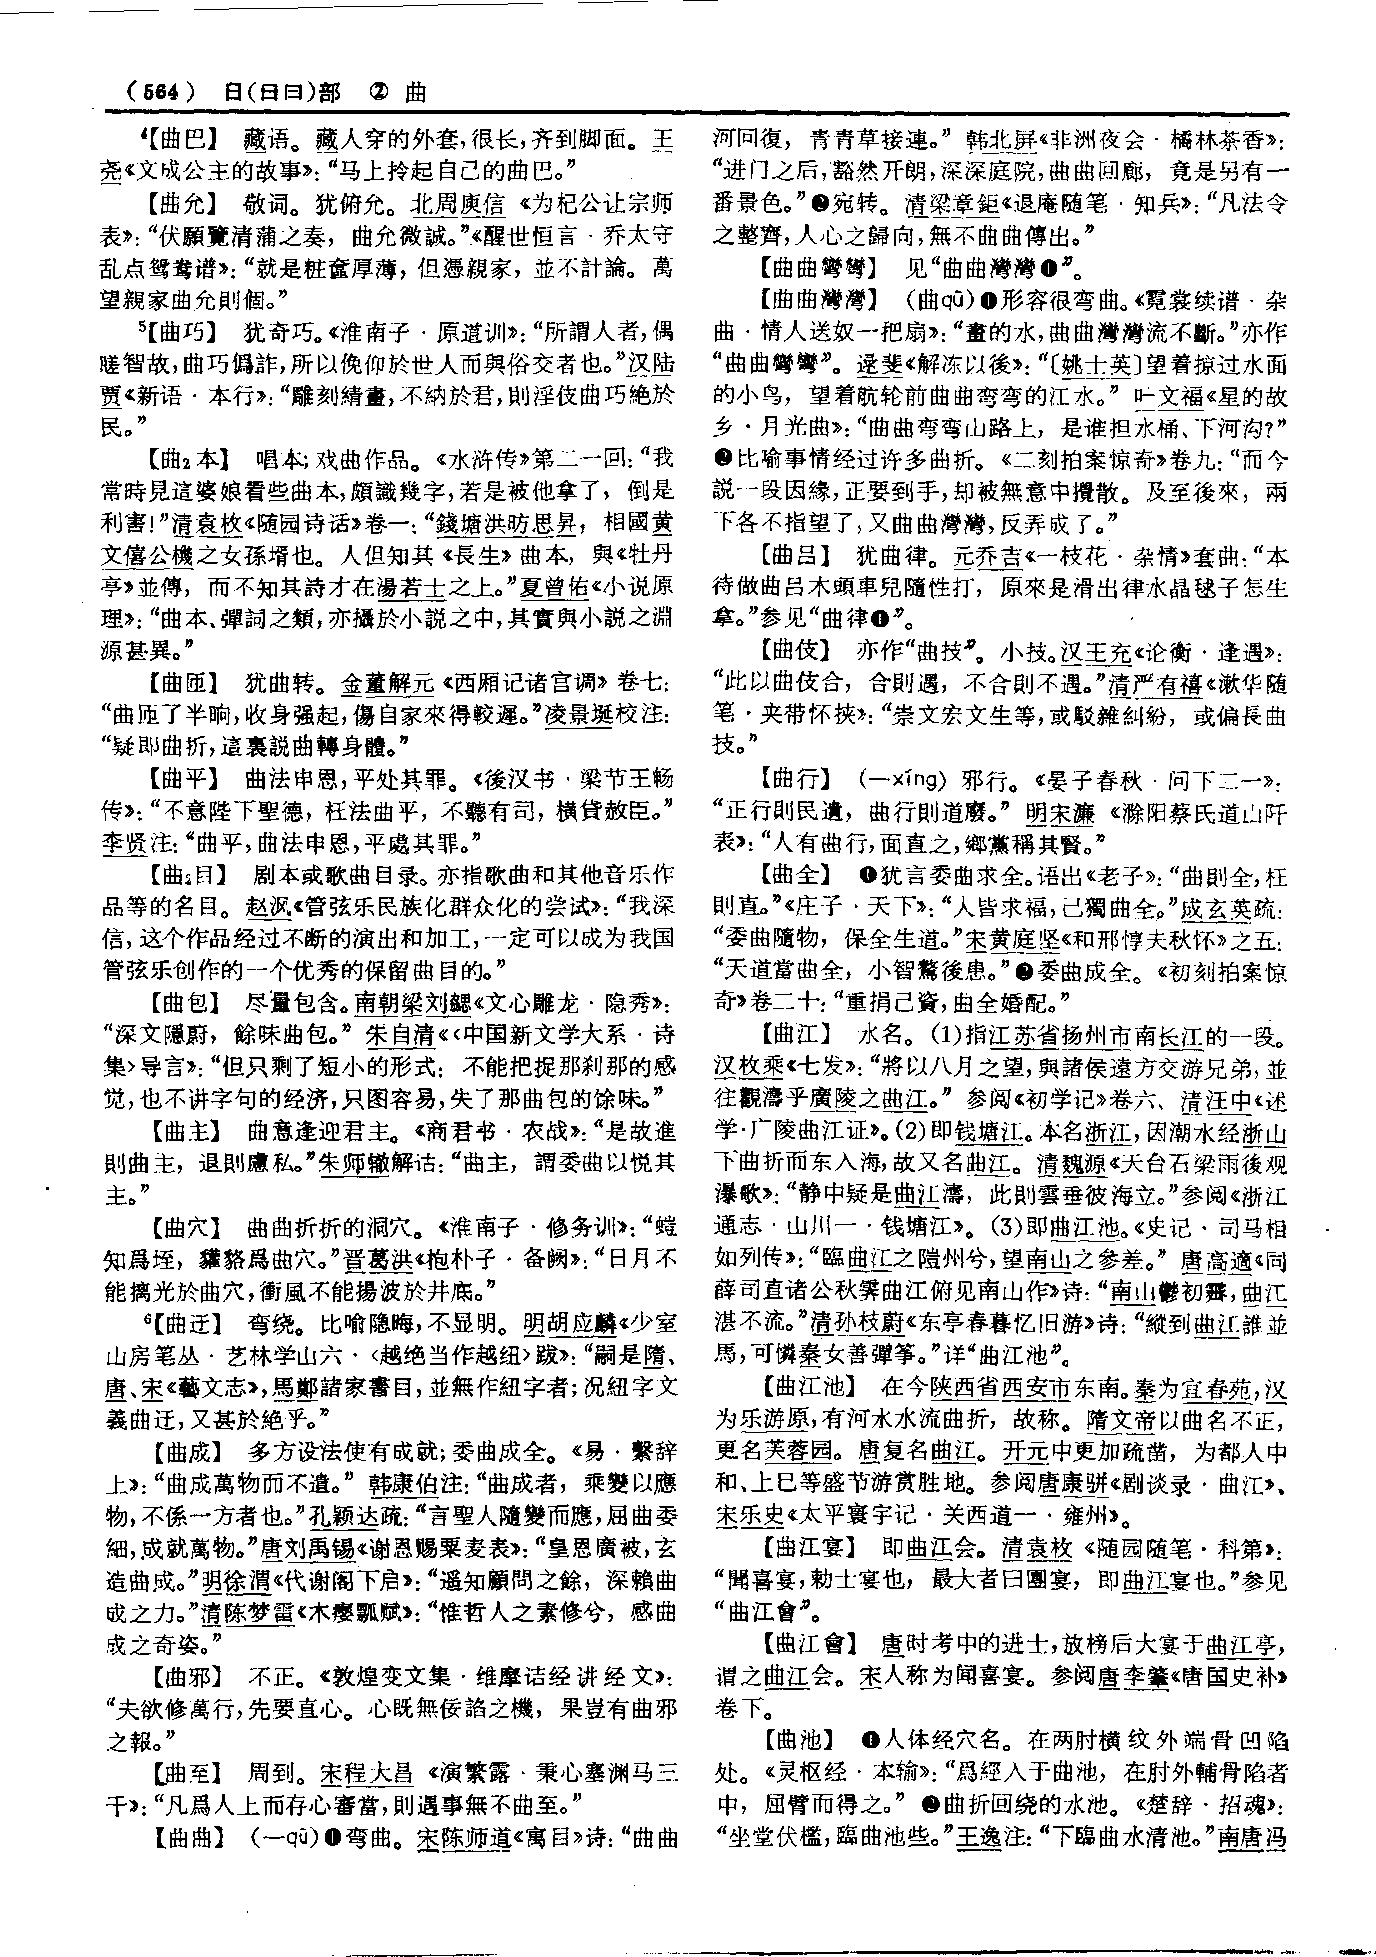 (564) 日(日曰)部 ② 曲
⁴【曲巴】 藏语。藏人穿的外套，很长，齐到脚面。王
尧《文成公主的故事》：“马上拎起自己的曲巴。”
【曲允】 敬词。犹俯允。北周庾信《为杞公让宗师
表》：“伏願覽清蒲之奏，曲允微誠。”《醒世恒言·乔太守
乱点鸳鸯谱》：“就是粧奩厚薄，但憑親家，並不計論。萬
望親家曲允則個。”
⁵【曲巧】 犹奇巧。《淮南子·原道训》：“所謂人者，偶
䁟智故，曲巧僞詐，所以俛仰於世人而與俗交者也。”汉陆
贾《新语·本行》：“雕刻綪畫，不納於君，則淫伎曲巧絶於
民。”
【曲₂本】 唱本；戏曲作品。《水浒传》第二一回：“我
常時見這婆娘看些曲本，頗識幾字，若是被他拿了，倒是
利害！”清袁枚《随园诗话》卷一：“錢塘洪昉思昇，相國黄
文僖公機之女孫壻也。人但知其《長生》曲本，與《牡丹
亭》並傳，而不知其詩才在湯若士之上。”夏曾佑《小说原
理》：“曲本、彈詞之類，亦攝於小説之中，其實與小説之淵
源甚異。”
【曲匝】 犹曲转。金董解元《西厢记诸宫调》卷七：
“曲匝了半晌，收身强起，傷自家來得較遲。”凌景埏校注：
“疑即曲折，這裏説曲轉身體。”
【曲平】 曲法申恩，平处其罪。《後汉书·梁节王畅
传》：“不意陛下聖德，枉法曲平，不聽有司，横貸赦臣。”
李贤注：“曲平，曲法申恩，平處其罪。”
【曲₂目】 剧本或歌曲目录。亦指歌曲和其他音乐作
品等的名目。赵沨《管弦乐民族化群众化的尝试》：“我深
信，这个作品经过不断的演出和加工，一定可以成为我国
管弦乐创作的一个优秀的保留曲目的。”
【曲包】 尽量包含。南朝梁刘勰《文心雕龙·隐秀》：
“深文隱蔚，餘味曲包。”朱自清《〈中国新文学大系·诗
集〉导言》：“但只剩了短小的形式：不能把捉那刹那的感
觉，也不讲字句的经济，只图容易，失了那曲包的馀味。”
【曲主】 曲意逢迎君主。《商君书·农战》：“是故進
則曲主，退則慮私。”朱师辙解诂：“曲主，謂委曲以悦其
主。”
【曲穴】 曲曲折折的洞穴。《淮南子·修务训》：“螘
知爲垤，貛貉爲曲穴。”晋葛洪《抱朴子·备阙》：“日月不
能摛光於曲穴，衝風不能揚波於井底。”
⁶【曲迂】 弯绕。比喻隐晦，不显明。明胡应麟《少室
山房笔丛·艺林学山六·〈越绝当作越纽〉跋》：“嗣是隋、
唐、宋《藝文志》，馬鄭諸家書目，並無作紐字者；况紐字文
義曲迂，又甚於絶乎。”
【曲成】 多方设法使有成就；委曲成全。《易·繫辞
上》：“曲成萬物而不遺。”韩康伯注：“曲成者，乘變以應
物，不係一方者也。”孔颖达疏：“言聖人隨變而應，屈曲委
細，成就萬物。”唐刘禹锡《谢恩赐粟麦表》：“皇恩廣被，玄
造曲成。”明徐渭《代谢阁下启》：“遥知顧問之餘，深賴曲
成之力。”清陈梦雷《木瘿瓢赋》：“惟哲人之素修兮，感曲
成之奇姿。”
【曲邪】 不正。《敦煌变文集·维摩诘经讲经文》：
“夫欲修萬行，先要直心。心既無佞諂之機，果豈有曲邪
之報。”
【曲至】 周到。宋程大昌《演繁露·秉心塞渊马三
千》：“凡爲人上而存心審當，則遇事無不曲至。”
【曲曲】 (一qū)❶弯曲。宋陈师道《寓目》诗：“曲曲
河回復，青青草接連。”韩北屏《非洲夜会·橘林茶香》：
“进门之后，豁然开朗，深深庭院，曲曲回廊，竟是另有一
番景色。”❷宛转。清梁章鉅《退庵随笔·知兵》：“凡法令
之整齊，人心之歸向，無不曲曲傳出。”
【曲曲彎彎】 见“曲曲灣灣❶”。
【曲曲灣灣】 (曲qū)❶形容很弯曲。《霓裳续谱·杂
曲·情人送奴一把扇》：“畫的水，曲曲灣灣流不斷。”亦作
“曲曲彎彎”。逯斐《解冻以後》：“〔姚士英〕望着掠过水面
的小鸟，望着航轮前曲曲弯弯的江水。”叶文福《星的故
乡·月光曲》：“曲曲弯弯山路上，是谁担水桶、下河沟？”
❷比喻事情经过许多曲折。《二刻拍案惊奇》卷九：“而今
説一段因緣，正要到手，却被無意中攪散。及至後來，兩
下各不指望了，又曲曲灣灣，反弄成了。”
【曲吕】 犹曲律。元乔吉《一枝花·杂情》套曲：“本
待做曲吕木頭車兒隨性打，原來是滑出律水晶毬子怎生
拿。”参见“曲律❶”。
【曲伎】 亦作“曲技”。小技。汉王充《论衡·逢遇》：
“此以曲伎合，合則遇，不合則不遇。”清严有禧《漱华随
笔·夹带怀挟》：“崇文宏文生等，或駁雜糾紛，或偏長曲
技。”
【曲行】 (一xíng) 邪行。《晏子春秋·问下二一》：
“正行則民遺，曲行則道廢。”明宋濂《滁阳蔡氏道山阡
表》：“人有曲行，面直之，鄉黨稱其賢。”
【曲全】 ❶犹言委曲求全。语出《老子》：“曲則全，枉
則直。”《庄子·天下》：“人皆求福，己獨曲全。”成玄英疏：
“委曲隨物，保全生道。”宋黄庭坚《和邢惇夫秋怀》之五：
“天道當曲全，小智驚後患。”❷委曲成全。《初刻拍案惊
奇》卷二十：“重捐己資，曲全婚配。”
【曲江】 水名。(1)指江苏省扬州市南长江的一段。
汉枚乘《七发》：“將以八月之望，與諸侯遠方交游兄弟，並
往觀濤乎廣陵之曲江。”参阅《初学记》卷六、清汪中《述
学·广陵曲江证》。(2)即钱塘江。本名浙江，因潮水经浙山
下曲折而东入海，故又名曲江。清魏源《天台石梁雨後观
瀑歌》：“静中疑是曲江濤，此則雲垂彼海立。”参阅《浙江
通志·山川一·钱塘江》。(3)即曲江池。《史记·司马相
如列传》：“臨曲江之隑州兮，望南山之參差。”唐高適《同
薛司直诸公秋霁曲江俯见南山作》诗：“南山鬱初霽，曲江
湛不流。”清孙枝蔚《东亭春暮忆旧游》诗：“縱到曲江誰並
馬，可憐秦女善彈筝。”详“曲江池”。
【曲江池】 在今陕西省西安市东南。秦为宜春苑，汉
为乐游原，有河水水流曲折，故称。隋文帝以曲名不正，
更名芙蓉园。唐复名曲江。开元中更加疏凿，为都人中
和、上巳等盛节游赏胜地。参阅唐康骈《剧谈录·曲江》、
宋乐史《太平寰宇记·关西道一·雍州》。
【曲江宴】 即曲江会。清袁枚《随园随笔·科第》：
“聞喜宴，勅士宴也，最大者曰團宴，即曲江宴也。”参见
“曲江會”。
【曲江會】 唐时考中的进士，放榜后大宴于曲江亭，
谓之曲江会。宋人称为闻喜宴。参阅唐李肇《唐国史补》
卷下。
【曲池】 ❶人体经穴名。在两肘横纹外端骨凹陷
处。《灵枢经·本输》：“爲經入于曲池，在肘外輔骨陷者
中，屈臂而得之。”❷曲折回绕的水池。《楚辞·招魂》：
“坐堂伏檻，臨曲池些。”王逸注：“下臨曲水清池。”南唐冯